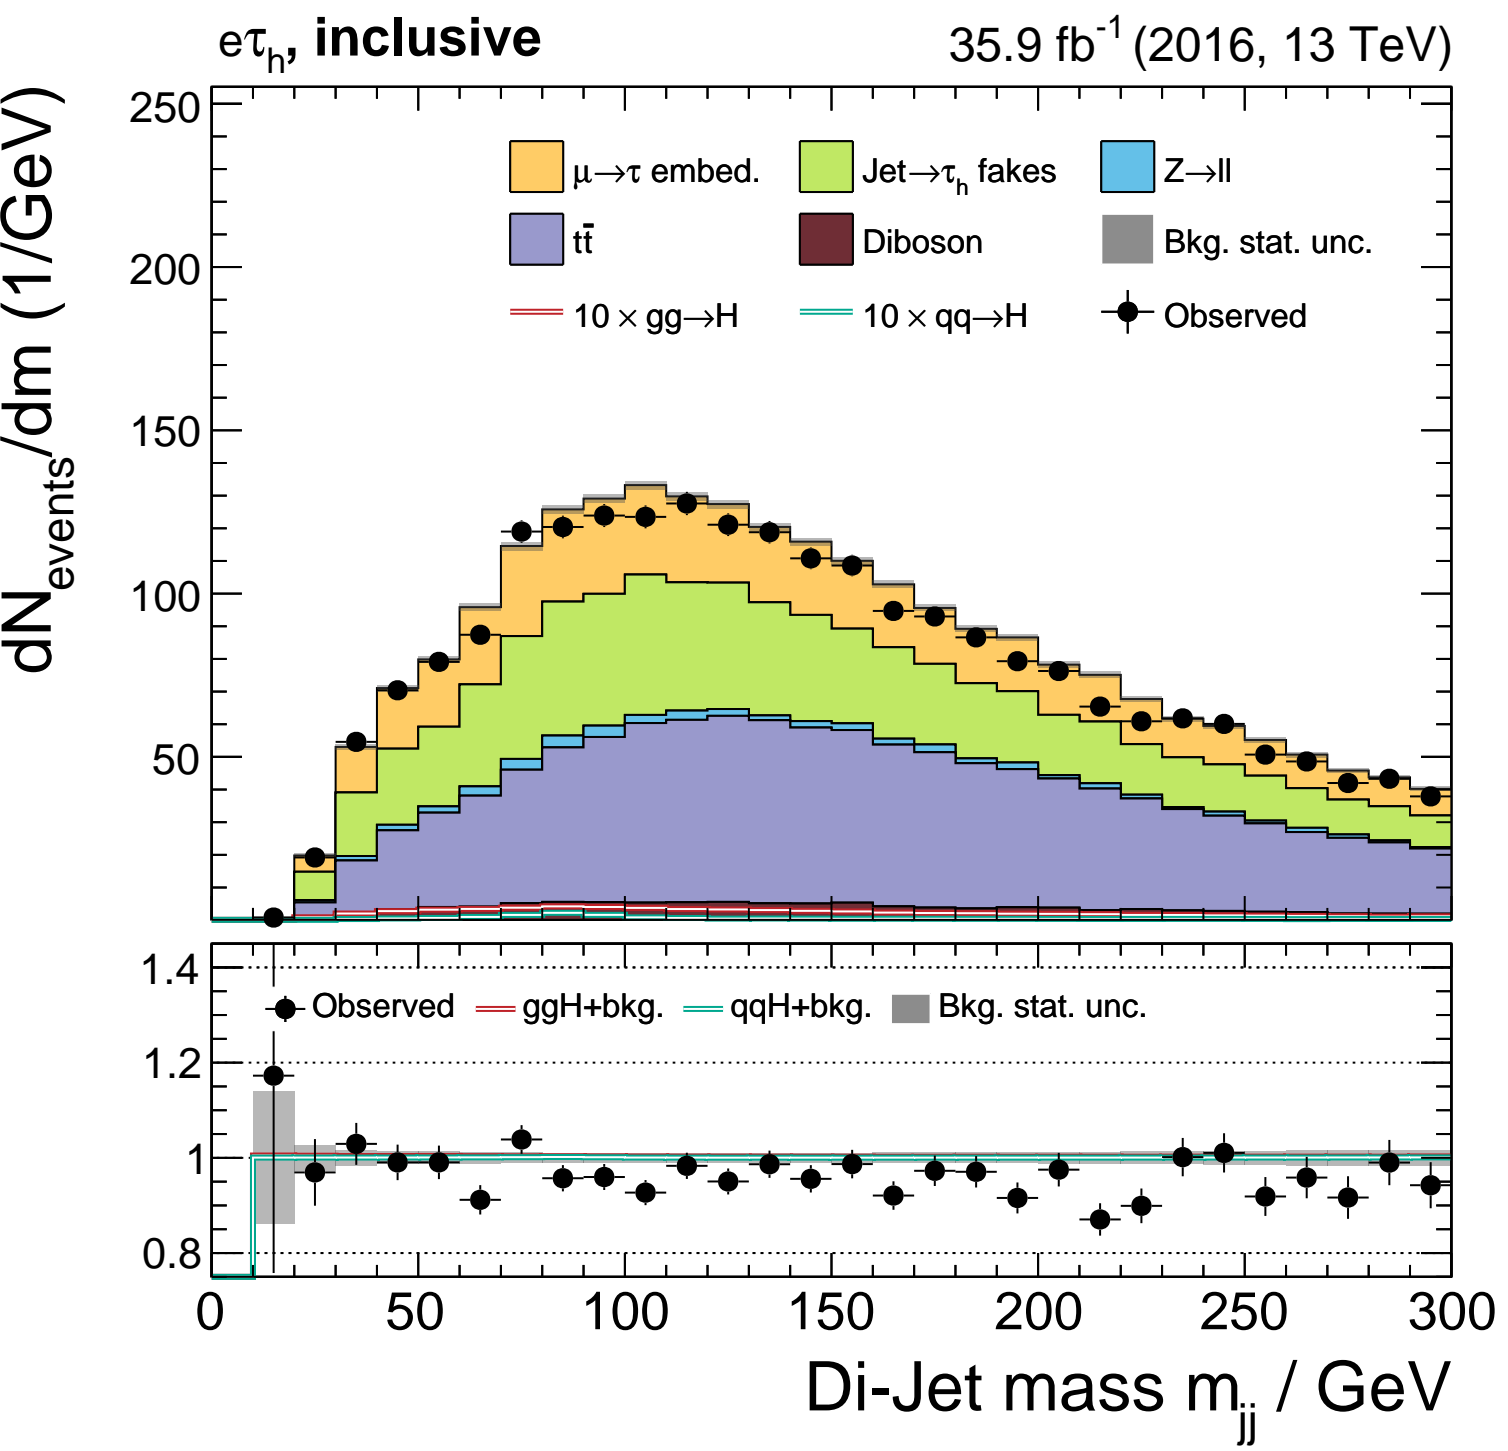 eτh, inclusive 35.9 fb-1 (2016, 13 TeV)
dNevents/dm (1/GeV)
250
200
150
100
50
μ→τ embed. Jet→τh fakes Z→ll
tt̄ Diboson Bkg. stat. unc.
10 × gg→H 10 × qq→H Observed
1.4
1.2
1
0.8
Observed ggH+bkg. qqH+bkg. Bkg. stat. unc.
0 50 100 150 200 250 300
Di-Jet mass mjj / GeV